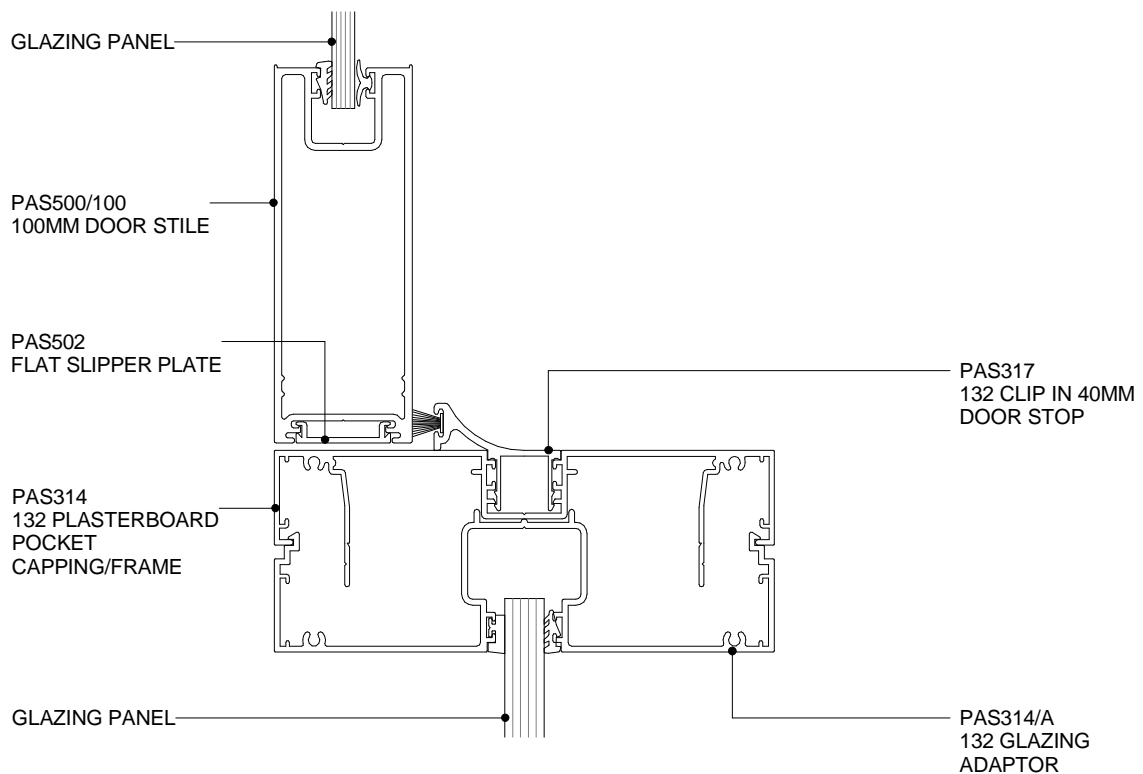 GLAZING PANEL
PAS500/100
100MM DOOR STILE
PAS502
FLAT SLIPPER PLATE
PAS317
132 CLIP IN 40MM
DOOR STOP
PAS314
132 PLASTERBOARD
POCKET
CAPPING/FRAME
GLAZING PANEL
PAS314/A
132 GLAZING
ADAPTOR